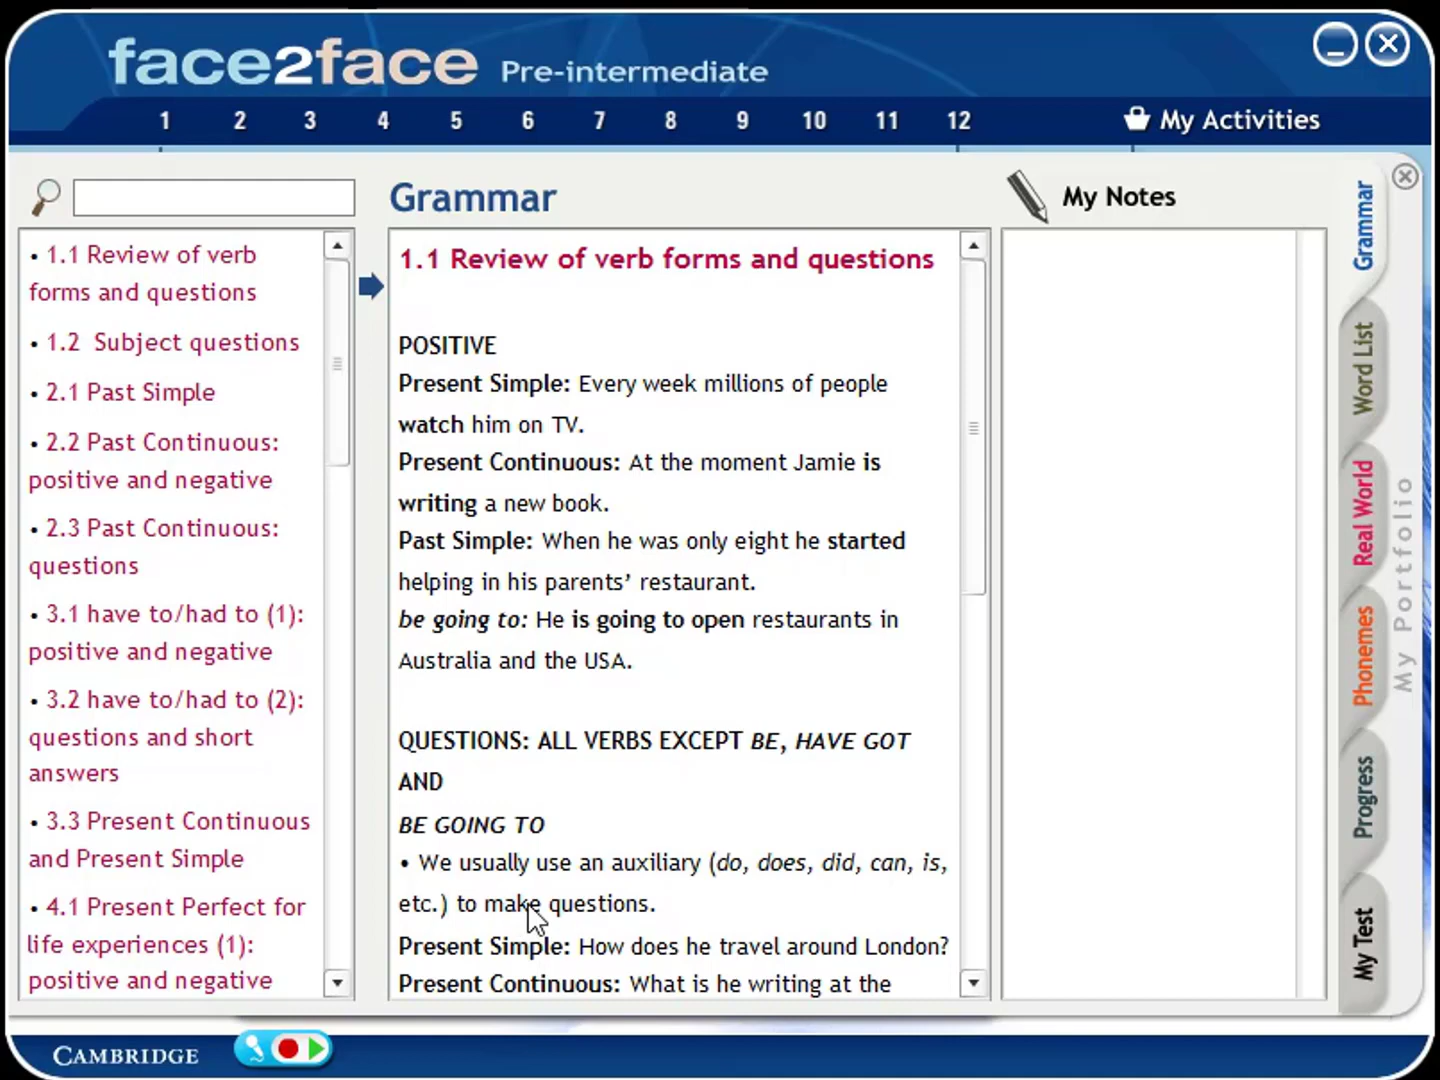 face2face Pre-intermediate
1 2 3 4 5 6 7 8 9 10 11 12
My Activities
• 1.1 Review of verb
forms and questions
• 1.2 Subject questions
• 2.1 Past Simple
• 2.2 Past Continuous:
positive and negative
• 2.3 Past Continuous:
questions
• 3.1 have to/had to (1):
positive and negative
• 3.2 have to/had to (2):
questions and short
answers
• 3.3 Present Continuous
and Present Simple
• 4.1 Present Perfect for
life experiences (1):
positive and negative
Grammar
1.1 Review of verb forms and questions
POSITIVE
Present Simple: Every week millions of people
watch him on TV.
Present Continuous: At the moment Jamie is
writing a new book.
Past Simple: When he was only eight he started
helping in his parents’ restaurant.
be going to: He is going to open restaurants in
Australia and the USA.
QUESTIONS: ALL VERBS EXCEPT BE, HAVE GOT
AND
BE GOING TO
• We usually use an auxiliary (do, does, did, can, is,
etc.) to make questions.
Present Simple: How does he travel around London?
Present Continuous: What is he writing at the
My Notes
Grammar
Word List
Real World
Phonemes
Progress
My Test
My Portfolio
CAMBRIDGE